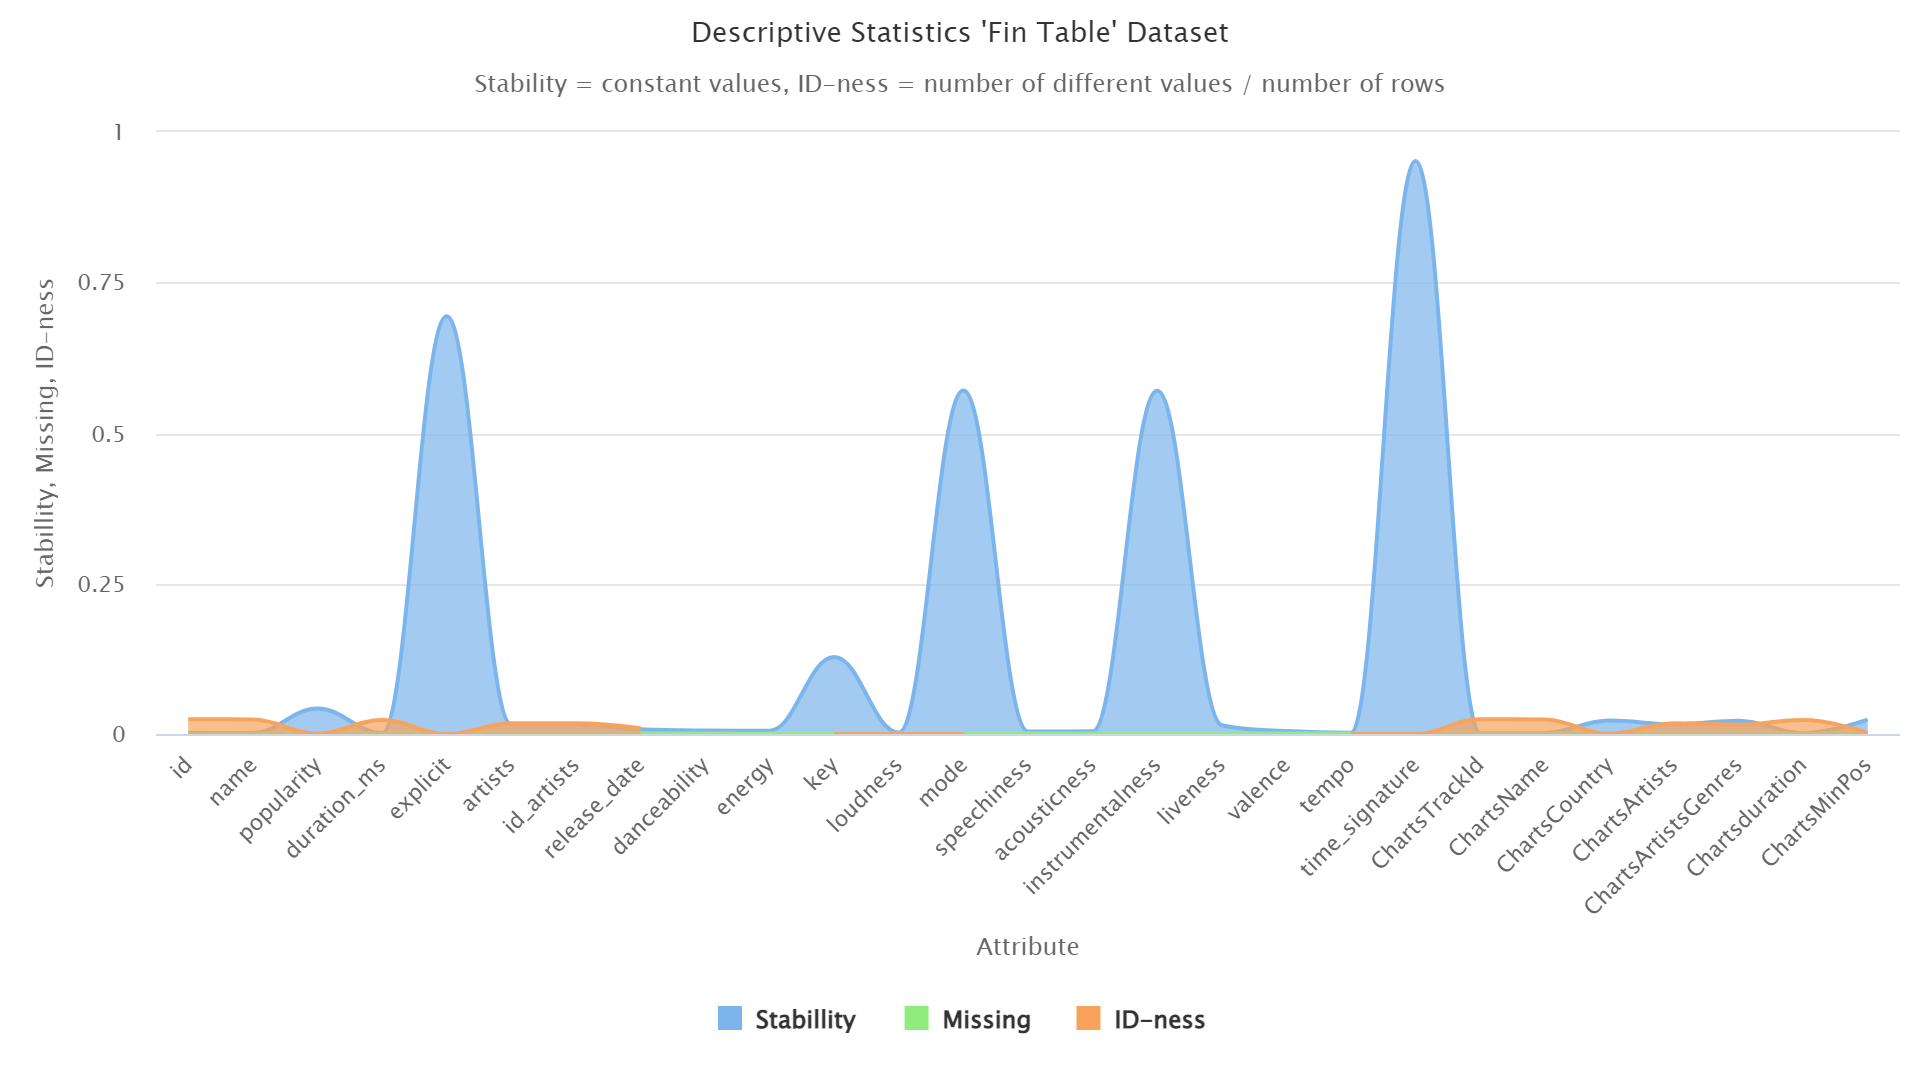 Descriptive Statistics 'Fin Table' Dataset
Stability = constant values, ID-ness = number of different values / number of rows
Stabillity, Missing, ID-ness
1
0.75
0.5
0.25
0
id
name
popularity
duration_ms
explicit
artists
id_artists
release_date
danceability
energy
key
loudness
mode
speechiness
acousticness
instrumentalness
liveness
valence
tempo
time_signature
ChartsTrackId
ChartsName
ChartsCountry
ChartsArtists
ChartsArtistsGenres
Chartsduration
ChartsMinPos
Attribute
Stabillity
Missing
ID-ness